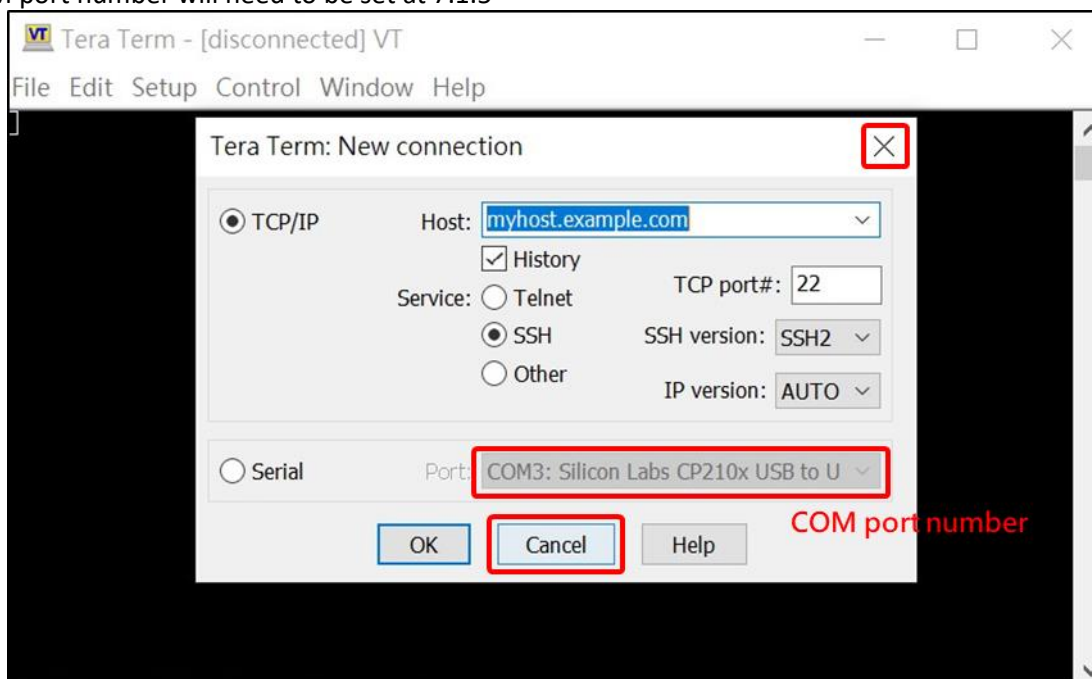 port number will need to be set at 7.1.3
VT Tera Term - [disconnected] VT
File Edit Setup Control Window Help
Tera Term: New connection
TCP/IP Host: myhost.example.com
History
TCP port#: 22
Service: Telnet
SSH SSH version: SSH2
Other
IP version: AUTO
Serial Port: COM3: Silicon Labs CP210x USB to U
COM port number
OK Cancel Help